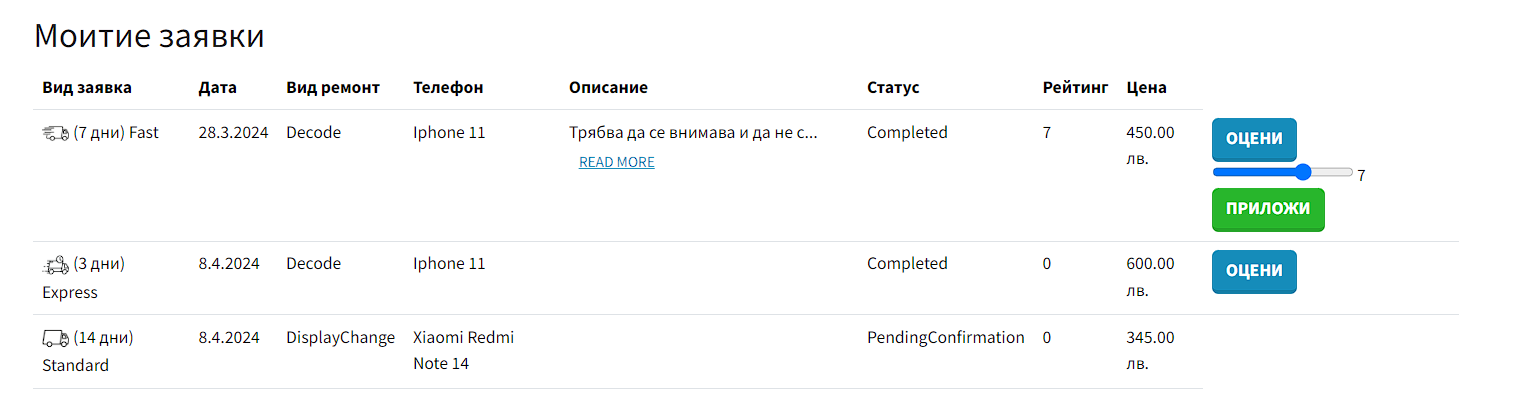 Моитие заявки
Вид заявка Дата Вид ремонт Телефон Описание Статус Рейтинг Цена
(7 дни) Fast 28.3.2024 Decode Iphone 11 Трябва да се внимава и да не с... Completed 7 450.00 ОЦЕНИ
READ MORE лв.
7
ПРИЛОЖИ
(3 дни) 8.4.2024 Decode Iphone 11 Completed 0 600.00 ОЦЕНИ
Express лв.
(14 дни) 8.4.2024 DisplayChange Xiaomi Redmi PendingConfirmation 0 345.00
Standard Note 14 лв.